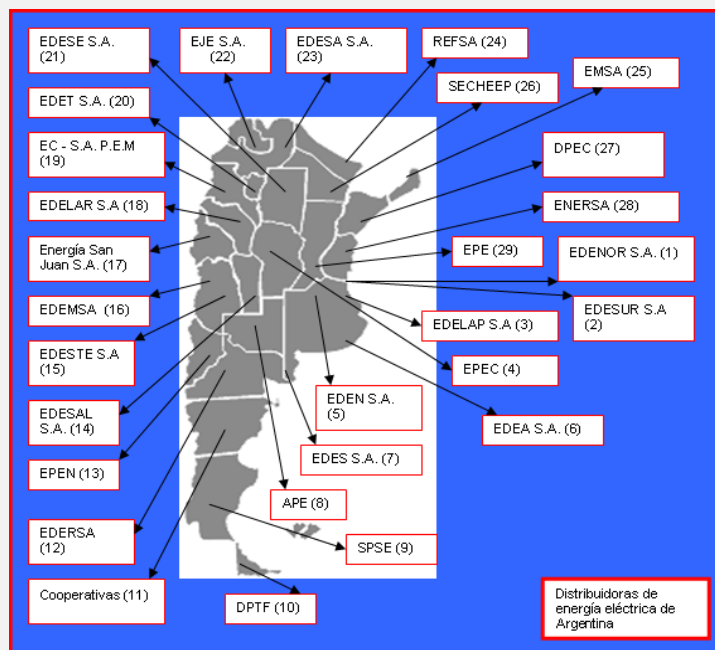 EDESE S.A.
(21)
EJE S.A.
(22)
EDESA S.A.
(23)
REFSA (24)
EMSA (25)
SECHEEP
(26)
EDET S.A. (20)
EC - S.A. P.E.M
(19)
DPEC (27)
EDELAR S.A (18)
ENERSA (28)
Energía San
Juan S.A. (17)
EPE (29)
EDENOR S.A. (1)
EDEMSA (16)
EDELAP S.A (3)
EDESUR S.A
(2)
EDESTE S.A
(15)
EPEC (4)
EDESAL
S.A. (14)
EDEN S.A.
(5)
EDEA S.A. (6)
EPEN (13)
EDES S.A. (7)
APE (8)
EDERSA
(12)
SPSE (9)
Cooperativas (11)
DPTF (10)
Distribuidoras de
energía eléctrica de
Argentina